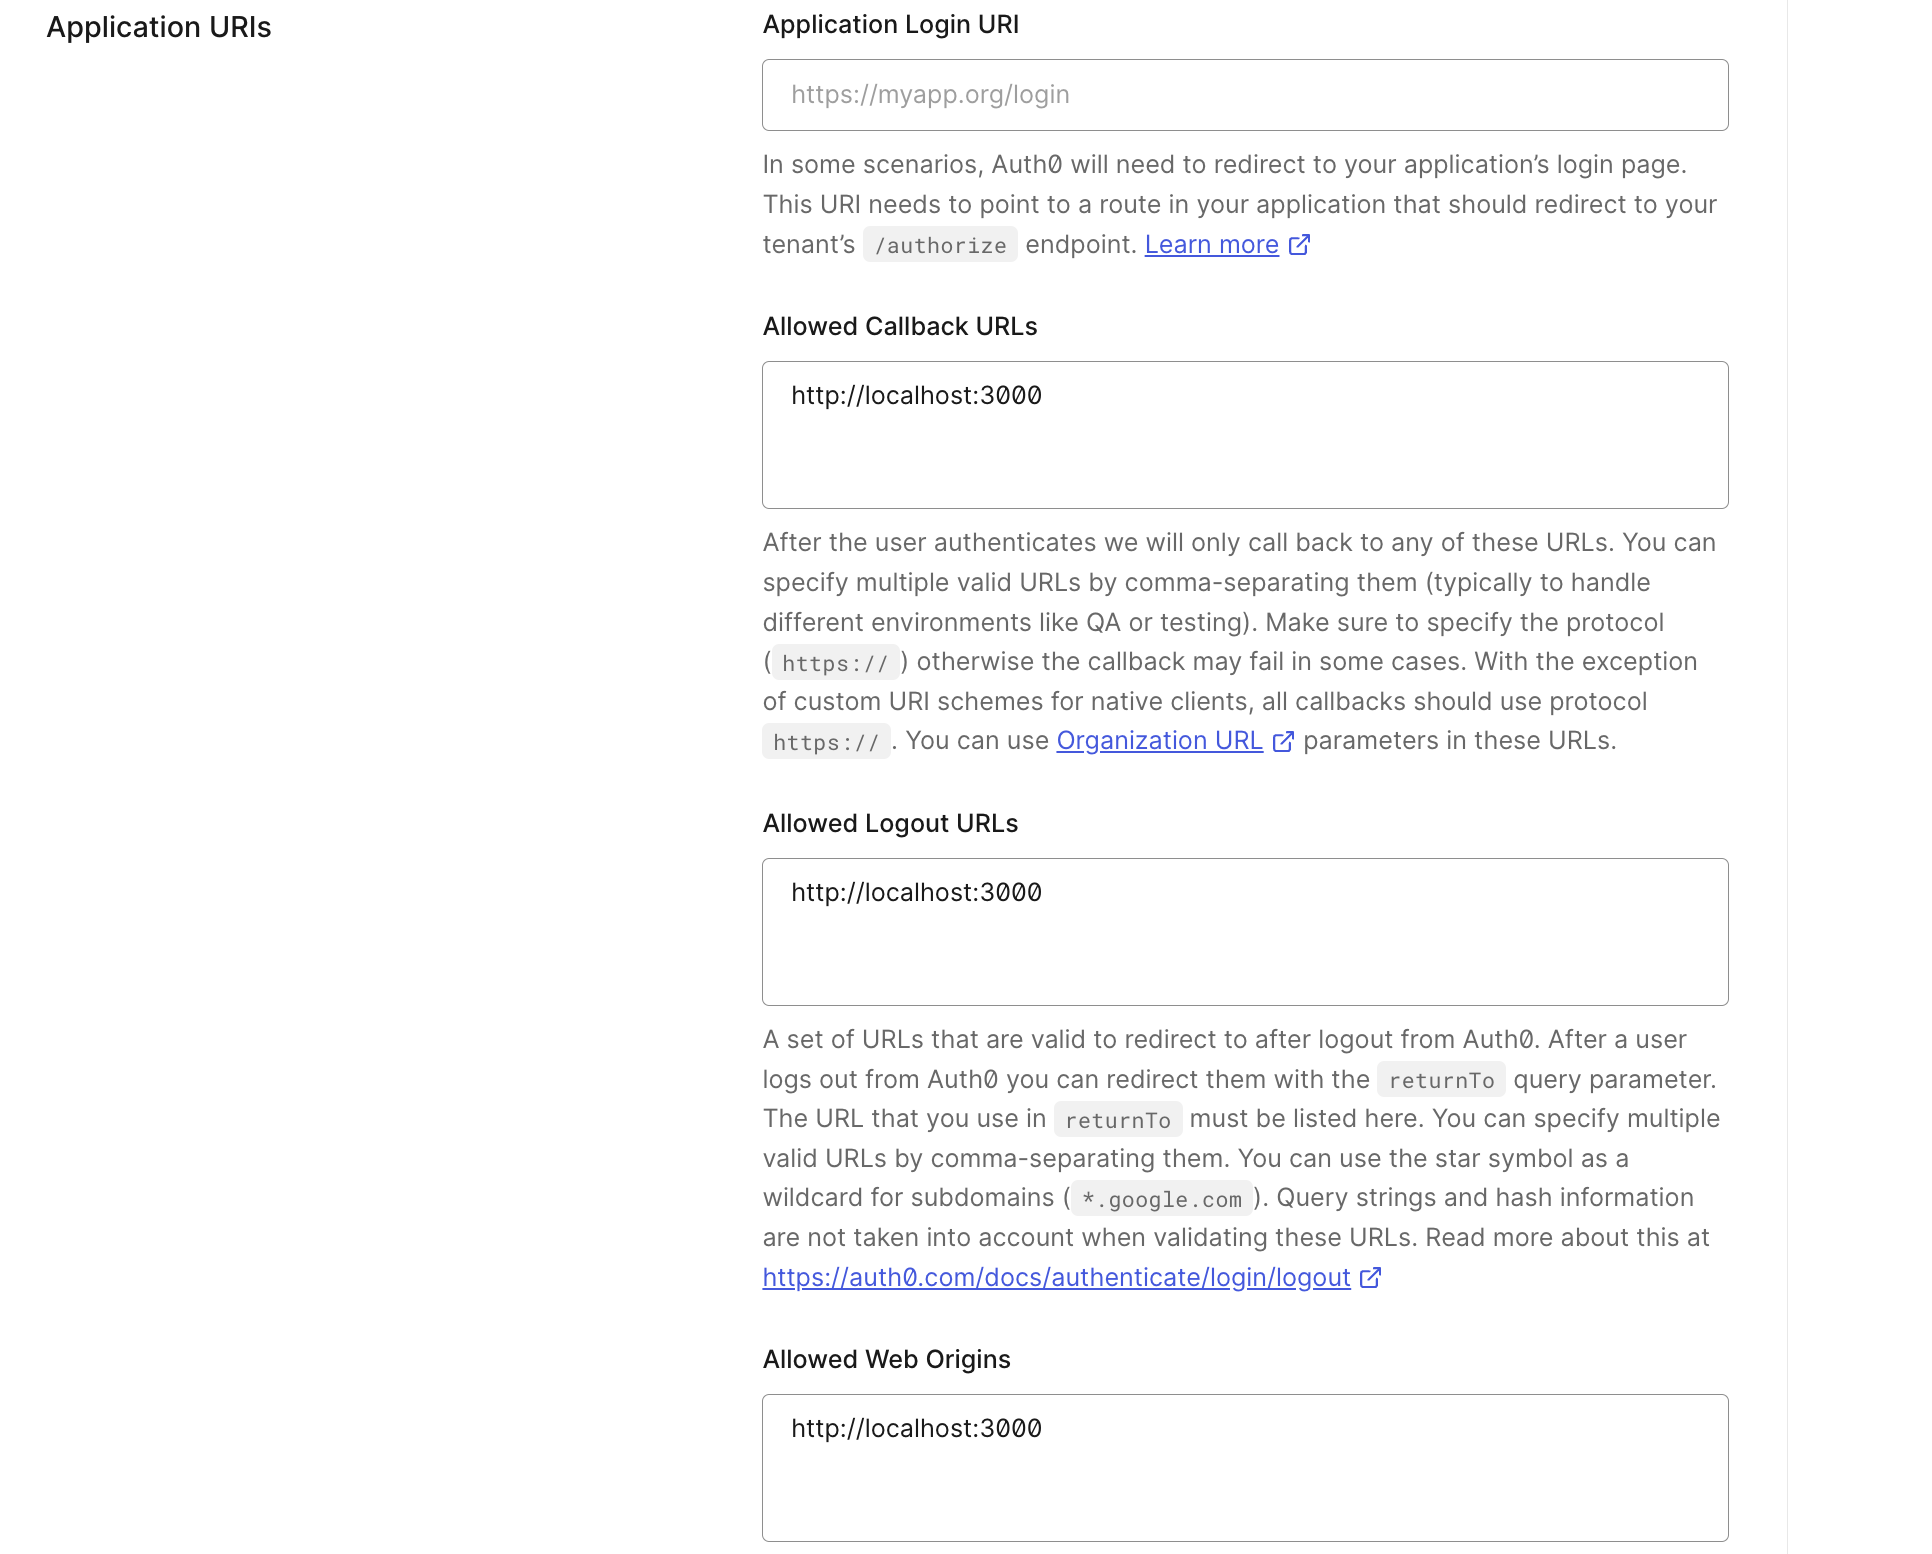 Application URIs
Application Login URI
https://myapp.org/login
In some scenarios, Auth0 will need to redirect to your application’s login page.
This URI needs to point to a route in your application that should redirect to your
tenant’s /authorize endpoint. Learn more
Allowed Callback URLs
http://localhost:3000
After the user authenticates we will only call back to any of these URLs. You can
specify multiple valid URLs by comma-separating them (typically to handle
different environments like QA or testing). Make sure to specify the protocol
(https://) otherwise the callback may fail in some cases. With the exception
of custom URI schemes for native clients, all callbacks should use protocol
https://. You can use Organization URL parameters in these URLs.
Allowed Logout URLs
http://localhost:3000
A set of URLs that are valid to redirect to after logout from Auth0. After a user
logs out from Auth0 you can redirect them with the returnTo query parameter.
The URL that you use in returnTo must be listed here. You can specify multiple
valid URLs by comma-separating them. You can use the star symbol as a
wildcard for subdomains (*.google.com). Query strings and hash information
are not taken into account when validating these URLs. Read more about this at
https://auth0.com/docs/authenticate/login/logout
Allowed Web Origins
http://localhost:3000